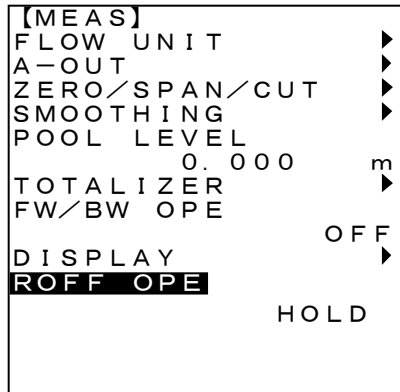 【MEAS】
FLOW UNIT
A－OUT
ZERO／SPAN／CUT
SMOOTHING
POOL LEVEL
0. 000 m
TOTALIZER
FW／BW OPE
OFF
DISPLAY
ROFF OPE
HOLD